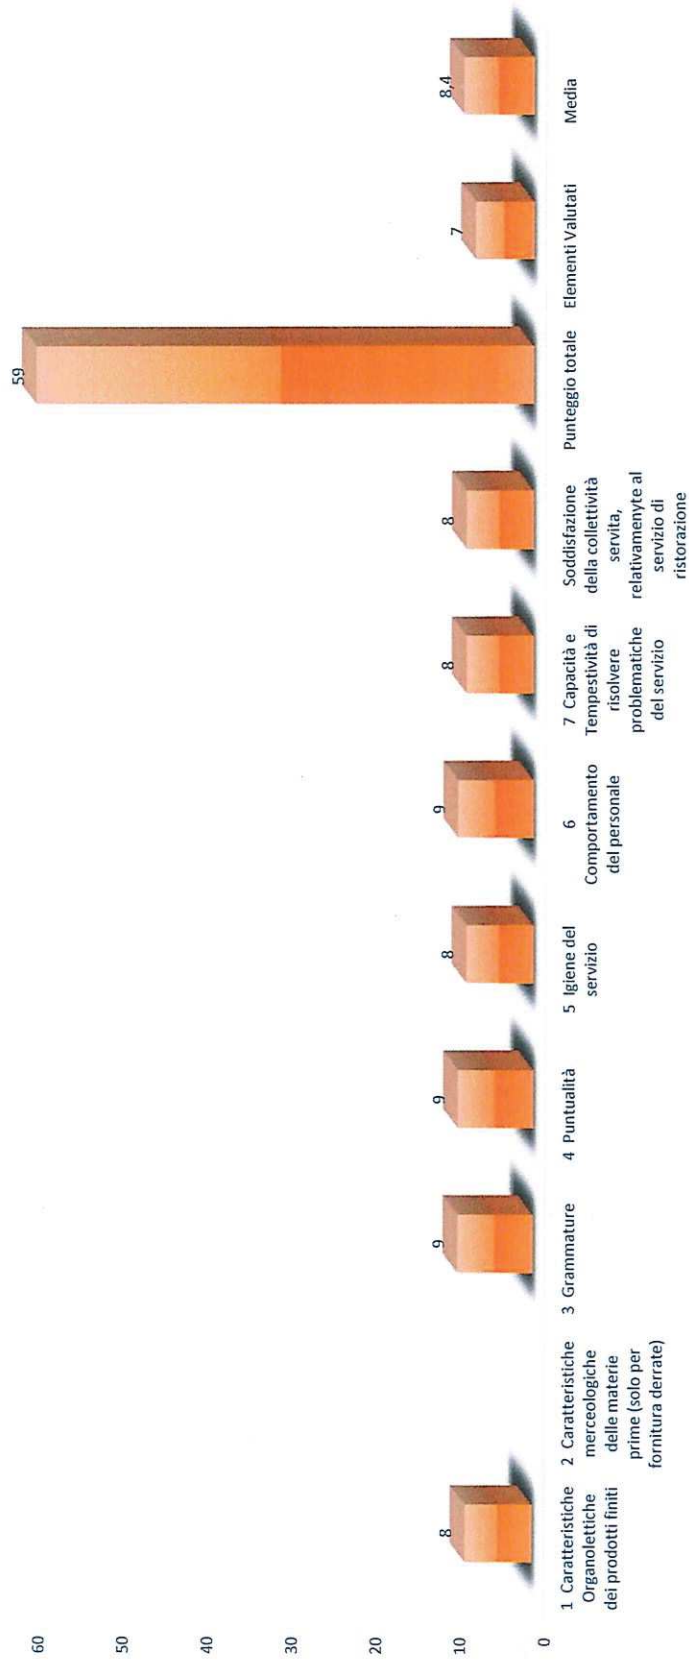 60
50
40
30
20
10
0
8
9
9
8
9
8
8
59
7
8,4
1 Caratteristiche
Organolettiche
dei prodotti finiti
2 Caratteristiche
merceologiche
delle materie
prime (solo per
fornitura derrate)
3 Grammature
4 Puntualità
5 Igiene del
servizio
6
Comportamento
del personale
7 Capacità e
Tempestività di
risolvere
problematiche
del servizio
Soddisfazione
della collettività
servita,
relativamenyte al
servizio di
ristorazione
Punteggio totale
Elementi Valutati
Media